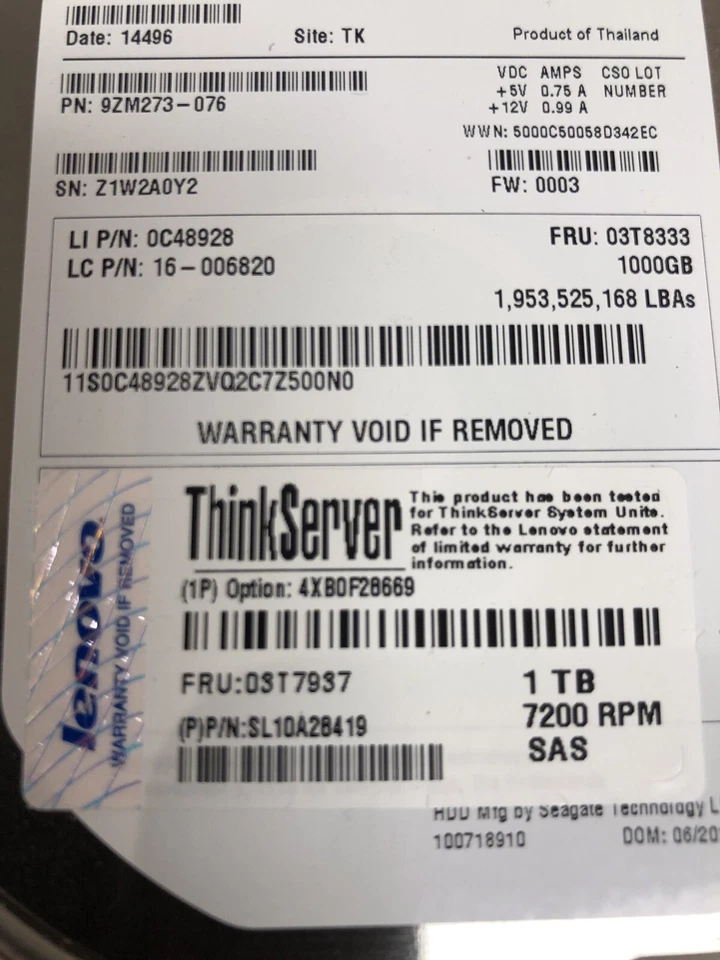 Date: 14496 Site: TK Product of Thailand
VDC AMPS CSO LOT
+5V 0.75 A NUMBER
PN: 9ZM273-076 +12V 0.99 A
WWN: 5000C50058D342EC
SN: Z1W2A0Y2 FW: 0003
LI P/N: 0C48928 FRU: 03T8333
LC P/N: 16-006820 1000GB
1,953,525,168 LBAs
11S0C48928ZVQ2C7Z500N0
WARRANTY VOID IF REMOVED
lenovo
WARRANTY VOID IF REMOVED
ThinkServer
This product has been tested
for ThinkServer System Units.
Refer to the Lenovo statement
of limited warranty for further
information.
(1P) Option: 4XB0F28669
FRU:03T7937 1 TB
7200 RPM
(P)P/N:SL10A28419
SAS
HDD Mfg by Seagate Technology L
100718910 DOM: 06/20